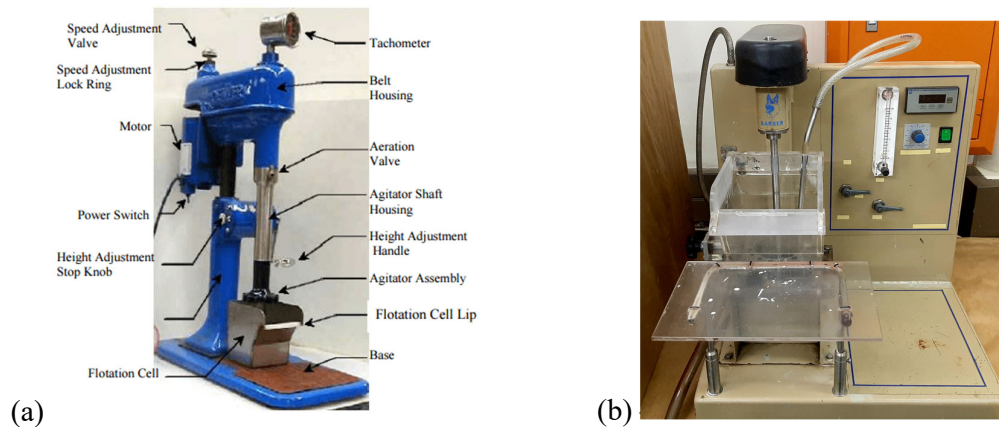 Speed Adjustment
Valve
Speed Adjustment
Lock Ring
Motor
Power Switch
Height Adjustment
Stop Knob
Flotation Cell
Tachometer
Belt
Housing
Aeration
Valve
Agitator Shaft
Housing
Height Adjustment
Handle
Agitator Assembly
Flotation Cell Lip
Base
(a)
(b)
BARKER